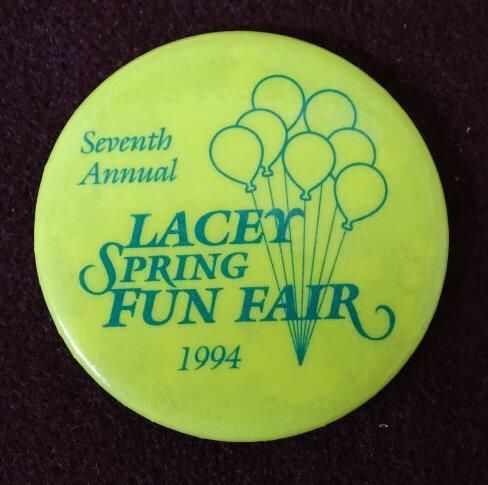 Seventh
Annual
LACEY
SPRING
FUN FAIR
1994